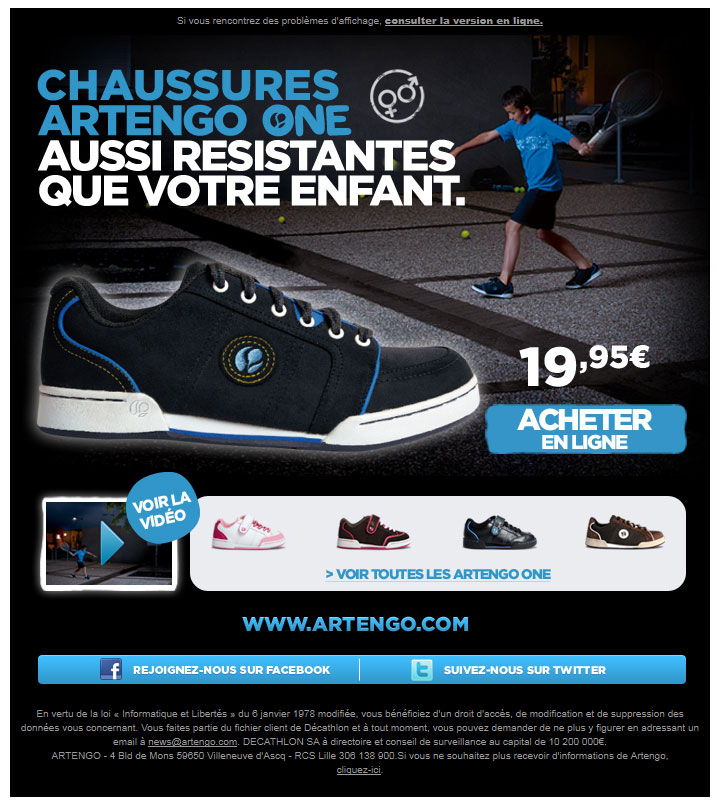 Si vous rencontrez des problèmes d'affichage, consulter la version en ligne.
CHAUSSURES
ARTENGO ONE
AUSSI RESISTANTES
QUE VOTRE ENFANT.
19,95€
ACHETER
EN LIGNE
VOIR LA
VIDÉO
> VOIR TOUTES LES ARTENGO ONE
WWW.ARTENGO.COM
REJOIGNEZ-NOUS SUR FACEBOOK
SUIVEZ-NOUS SUR TWITTER
En vertu de la loi « Informatique et Libertés » du 6 janvier 1978 modifiée, vous bénéficiez d'un droit d'accès, de modification et de suppression des
données vous concernant. Vous faites partie du fichier client de Décathlon et à tout moment, vous pouvez demander de ne plus y figurer en adressant un
email à news@artengo.com. DECATHLON SA à directoire et conseil de surveillance au capital de 10 200 000€.
ARTENGO - 4 Bld de Mons 59650 Villeneuve d'Ascq - RCS Lille 306 138 900.Si vous ne souhaitez plus recevoir d'informations de Artengo,
cliquez-ici.